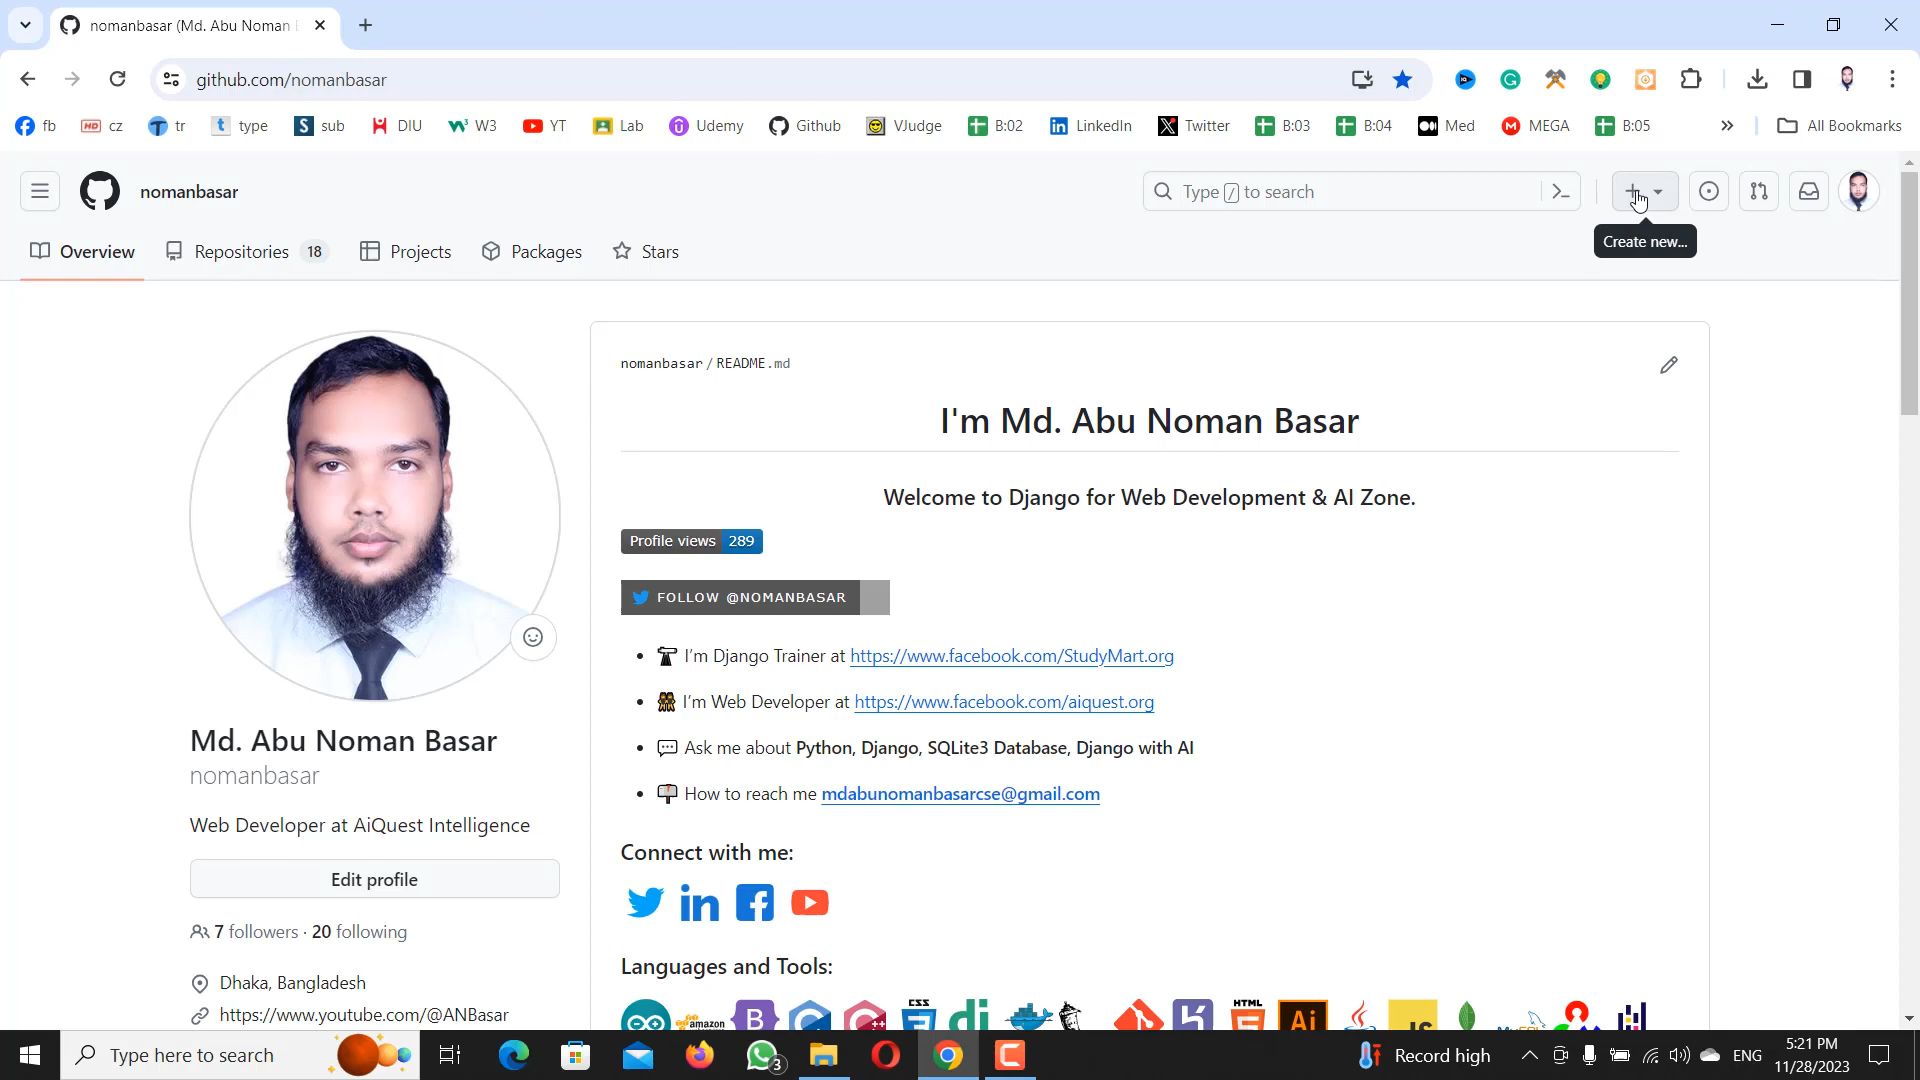 nomanbasar (Md. Abu Noman
github.com/nomanbasar
fb
cz
tr
type
sub
DIU
W3
YT
Lab
Udemy
Github
VJudge
B:02
LinkedIn
Twitter
B:03
B:04
Med
MEGA
B:05
All Bookmarks
nomanbasar
Type / to search
Create new...
Overview
Repositories 18
Projects
Packages
Stars
nomanbasar/README.md
I'm Md. Abu Noman Basar
Welcome to Django for Web Development & AI Zone.
Profile views 289
FOLLOW @NOMANBASAR
I'm Django Trainer at https://www.facebook.com/StudyMart.org
I'm Web Developer at https://www.facebook.com/aiquest.org
Ask me about Python, Django, SQLite3 Database, Django with AI
How to reach me mdabunomanbasarcse@gmail.com
Connect with me:
Languages and Tools:
CSS
HTML
amazon
Ai
Md. Abu Noman Basar
nomanbasar
Web Developer at AiQuest Intelligence
Edit profile
7 followers · 20 following
Dhaka, Bangladesh
https://www.youtube.com/@ANBasar
Type here to search
3
Record high
ENG
5:21 PM
11/28/2023